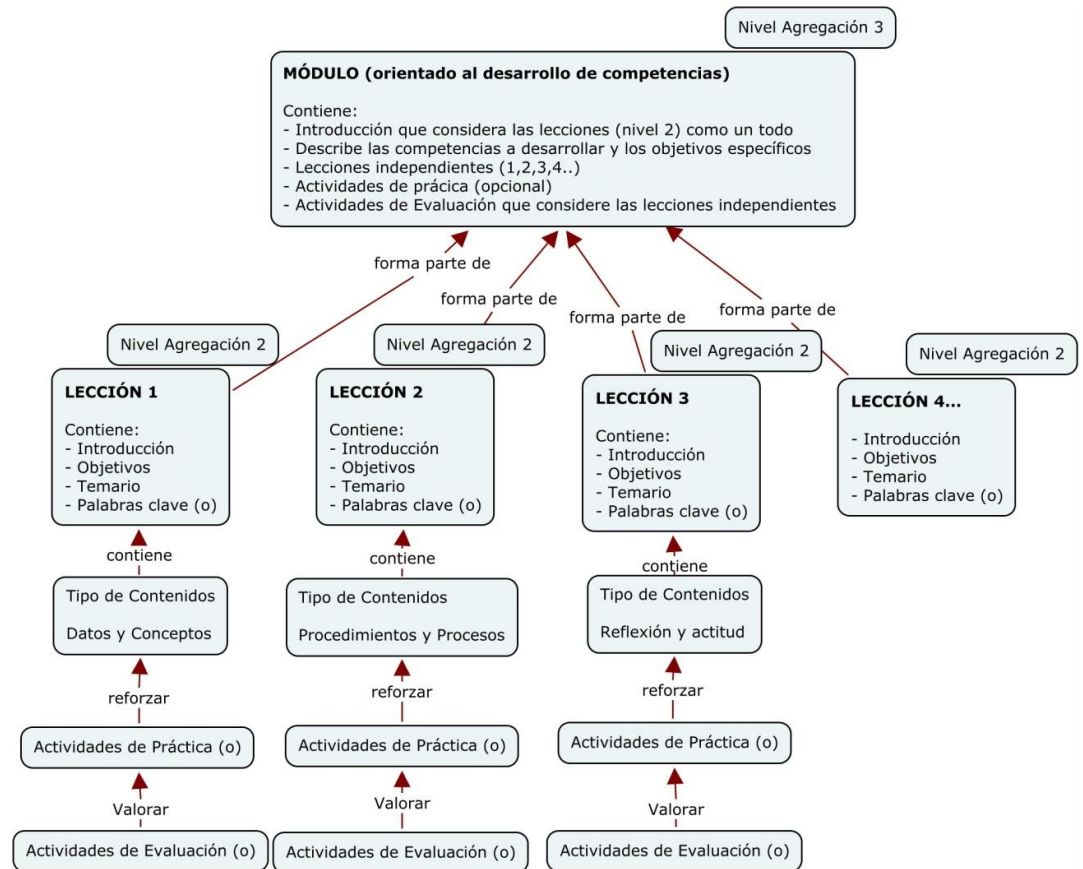 Nivel Agregación 3
MÓDULO (orientado al desarrollo de competencias)
Contiene:
- Introducción que considera las lecciones (nivel 2) como un todo
- Describe las competencias a desarrollar y los objetivos específicos
- Lecciones independientes (1,2,3,4..)
- Actividades de prácica (opcional)
- Actividades de Evaluación que considere las lecciones independientes
forma parte de
forma parte de
forma parte de
forma parte de
Nivel Agregación 2
LECCIÓN 1
Contiene:
- Introducción
- Objetivos
- Temario
- Palabras clave (o)
contiene
Tipo de Contenidos
Datos y Conceptos
reforzar
Actividades de Práctica (o)
Valorar
Actividades de Evaluación (o)
Nivel Agregación 2
LECCIÓN 2
Contiene:
- Introducción
- Objetivos
- Temario
- Palabras clave (o)
contiene
Tipo de Contenidos
Procedimientos y Procesos
reforzar
Actividades de Práctica (o)
Valorar
Actividades de Evaluación (o)
Nivel Agregación 2
LECCIÓN 3
Contiene:
- Introducción
- Objetivos
- Temario
- Palabras clave (o)
contiene
Tipo de Contenidos
Reflexión y actitud
reforzar
Actividades de Práctica (o)
Valorar
Actividades de Evaluación (o)
Nivel Agregación 2
LECCIÓN 4...
- Introducción
- Objetivos
- Temario
- Palabras clave (o)